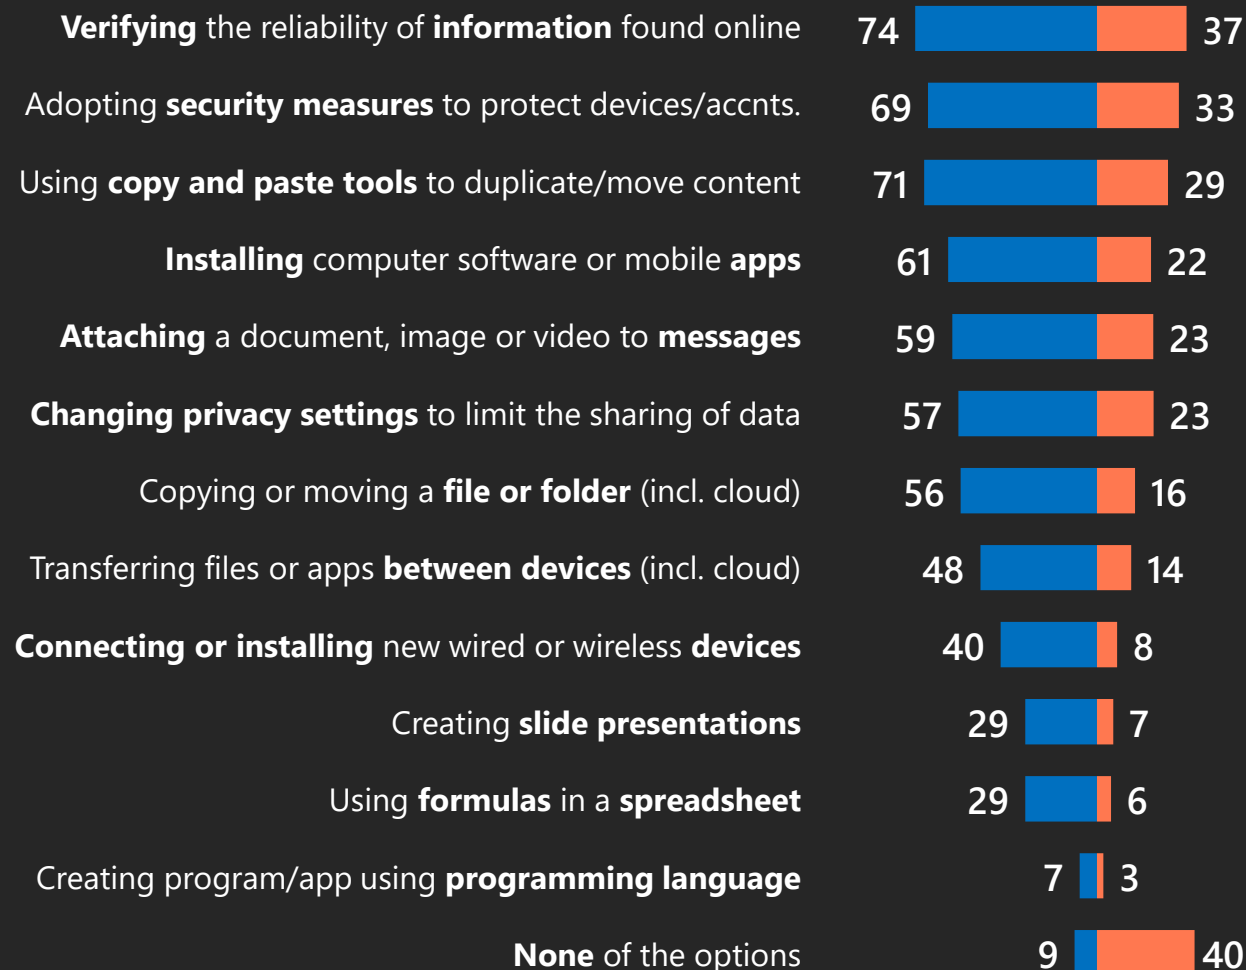 Verifying the reliability of information found online 74 37
Adopting security measures to protect devices/accnts. 69 33
Using copy and paste tools to duplicate/move content 71 29
Installing computer software or mobile apps 61 22
Attaching a document, image or video to messages 59 23
Changing privacy settings to limit the sharing of data 57 23
Copying or moving a file or folder (incl. cloud) 56 16
Transferring files or apps between devices (incl. cloud) 48 14
Connecting or installing new wired or wireless devices 40 8
Creating slide presentations 29 7
Using formulas in a spreadsheet 29 6
Creating program/app using programming language 7 3
None of the options 9 40